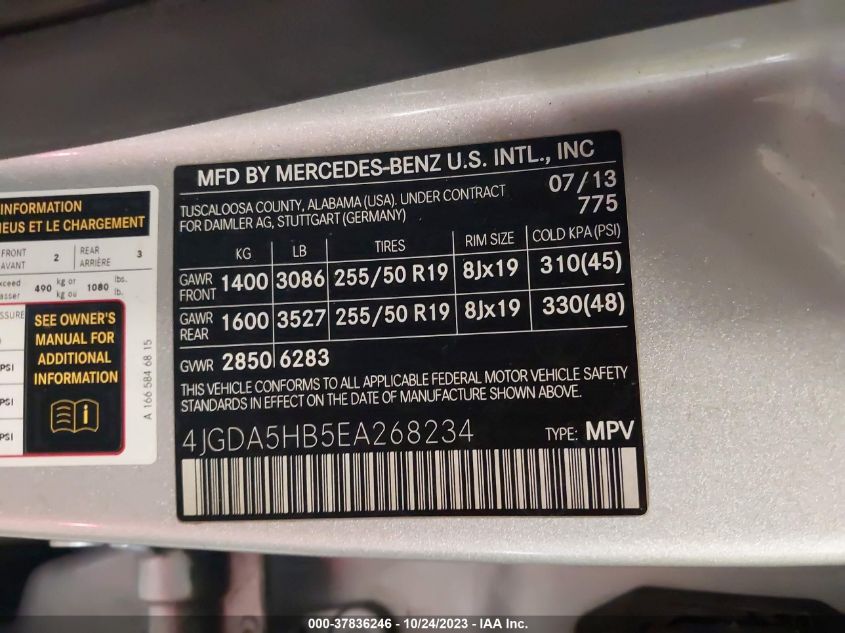 INFORMATION
NEUS ET LE CHARGEMENT
FRONT
AVANT 2 REAR
ARRIÈRE 3
490 kg or
kg ou 1080 lbs.
lb.
PSI
PSI
PSI
SEE OWNER'S
MANUAL FOR
ADDITIONAL
INFORMATION
A 166 584 68 15
MFD BY MERCEDES-BENZ U.S. INTL., INC
TUSCALOOSA COUNTY, ALABAMA (USA). UNDER CONTRACT
FOR DAIMLER AG, STUTTGART (GERMANY)
07/13
775
KG LB TIRES RIM SIZE COLD KPA (PSI)
GAWR
FRONT 1400 3086 255/50 R19 8Jx19 310(45)
GAWR
REAR 1600 3527 255/50 R19 8Jx19 330(48)
GVWR 2850 6283
THIS VEHICLE CONFORMS TO ALL APPLICABLE FEDERAL MOTOR VEHICLE SAFETY
STANDARDS IN EFFECT ON THE DATE OF MANUFACTURE SHOWN ABOVE.
4JGDA5HB5EA268234 TYPE: MPV
000-37836246 - 10/24/2023 - IAA Inc.